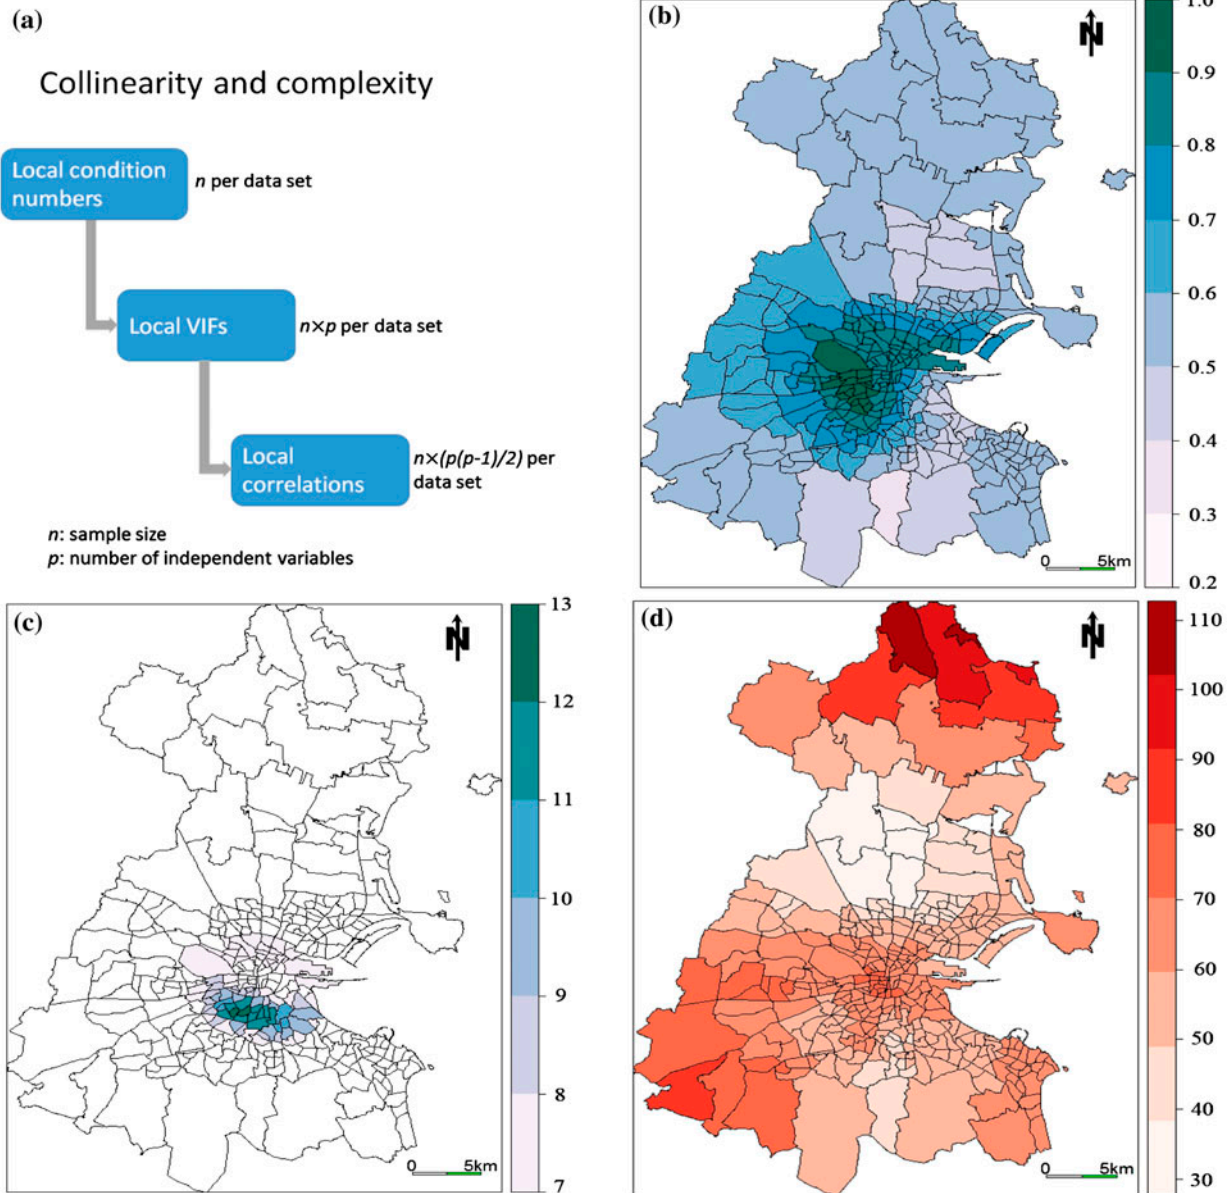 (a)
Collinearity and complexity
Local condition
numbers
n per data set
Local VIFs
n×p per data set
Local
correlations
n×(p(p-1)/2) per
data set
n: sample size
p: number of independent variables
(b)
N
1.0
0.9
0.8
0.7
0.6
0.5
0.4
0.3
0.2
0
5km
(c)
N
13
12
11
10
9
8
7
0
5km
(d)
N
110
100
90
80
70
60
50
40
30
0
5km